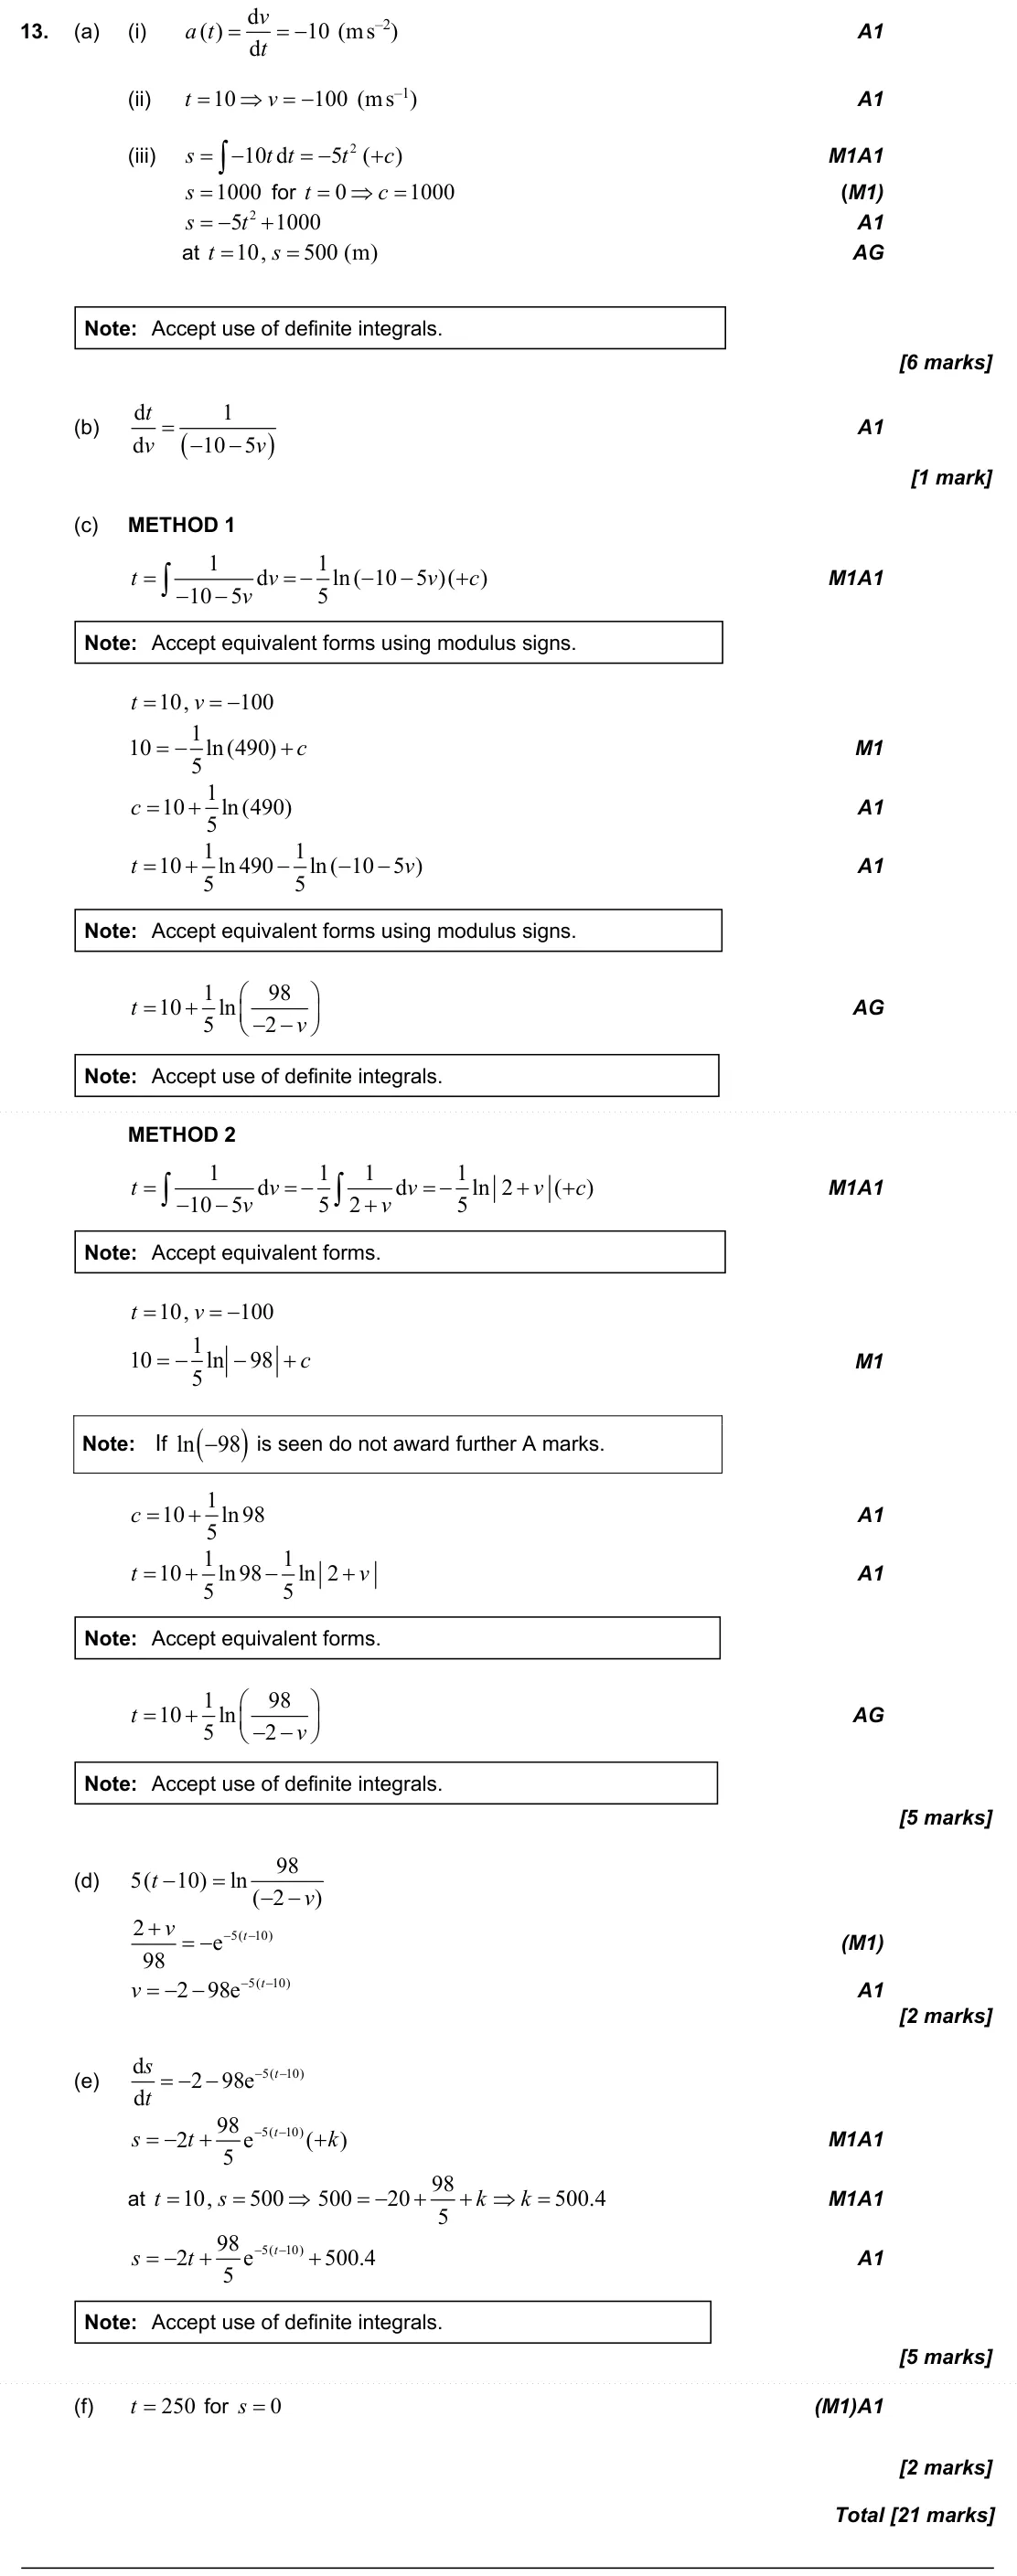 13. (a) (i) a(t) = dv/dt = −10 (m s⁻²) A1
(ii) t = 10 ⇒ v = −100 (m s⁻¹) A1
(iii) s = ∫ −10t dt = −5t² (+c) M1A1
s = 1000 for t = 0 ⇒ c = 1000 (M1)
s = −5t² + 1000 A1
at t = 10, s = 500 (m) AG
Note: Accept use of definite integrals.
[6 marks]
(b) dt/dv = 1/(−10 − 5v) A1
[1 mark]
(c) METHOD 1
t = ∫ 1/(−10 − 5v) dv = −1/5 ln(−10 − 5v)(+c) M1A1
Note: Accept equivalent forms using modulus signs.
t = 10, v = −100
10 = −1/5 ln(490) + c M1
c = 10 + 1/5 ln(490) A1
t = 10 + 1/5 ln 490 − 1/5 ln(−10 − 5v) A1
Note: Accept equivalent forms using modulus signs.
t = 10 + 1/5 ln(98/(−2 − v)) AG
Note: Accept use of definite integrals.
METHOD 2
t = ∫ 1/(−10 − 5v) dv = −1/5 ∫ 1/(2 + v) dv = −1/5 ln|2 + v|(+c) M1A1
Note: Accept equivalent forms.
t = 10, v = −100
10 = −1/5 ln|−98| + c M1
Note: If ln(−98) is seen do not award further A marks.
c = 10 + 1/5 ln 98 A1
t = 10 + 1/5 ln 98 − 1/5 ln|2 + v| A1
Note: Accept equivalent forms.
t = 10 + 1/5 ln(98/(−2 − v)) AG
Note: Accept use of definite integrals.
[5 marks]
(d) 5(t − 10) = ln 98/(−2 − v)
(2 + v)/98 = −e^(−5(t−10)) (M1)
v = −2 − 98e^(−5(t−10)) A1
[2 marks]
(e) ds/dt = −2 − 98e^(−5(t−10))
s = −2t + 98/5 e^(−5(t−10)) (+k) M1A1
at t = 10, s = 500 ⇒ 500 = −20 + 98/5 + k ⇒ k = 500.4 M1A1
s = −2t + 98/5 e^(−5(t−10)) + 500.4 A1
Note: Accept use of definite integrals.
[5 marks]
(f) t = 250 for s = 0 (M1)A1
[2 marks]
Total [21 marks]